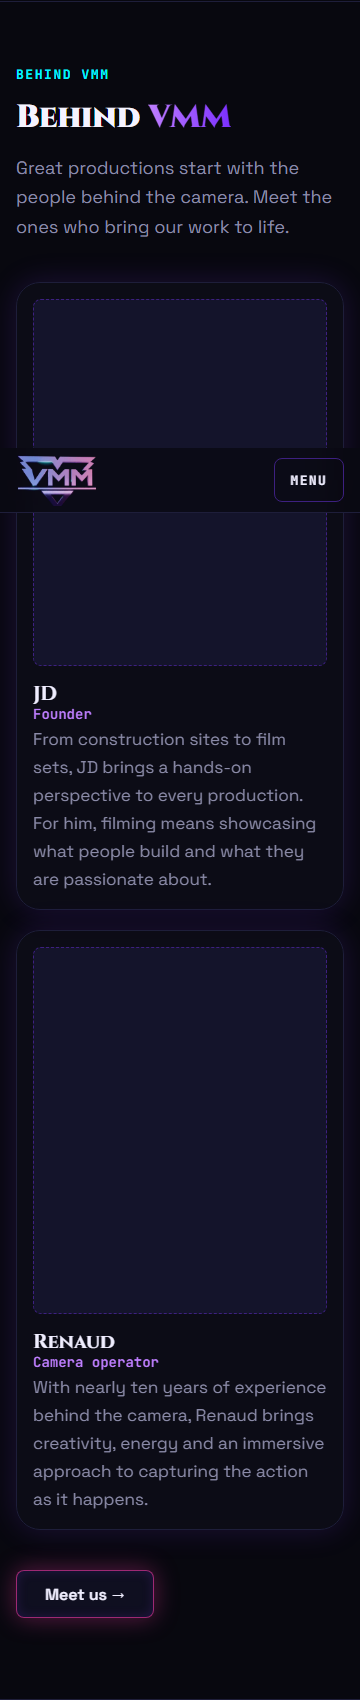 BEHIND VMM
BEHIND VMM
Great productions start with the
people behind the camera. Meet the
ones who bring our work to life.
VMM
MENU
JD
Founder
From construction sites to film
sets, JD brings a hands-on
perspective to every production.
For him, filming means showcasing
what people build and what they
are passionate about.
RENAUD
Camera operator
With nearly ten years of experience
behind the camera, Renaud brings
creativity, energy and an immersive
approach to capturing the action
as it happens.
Meet us →